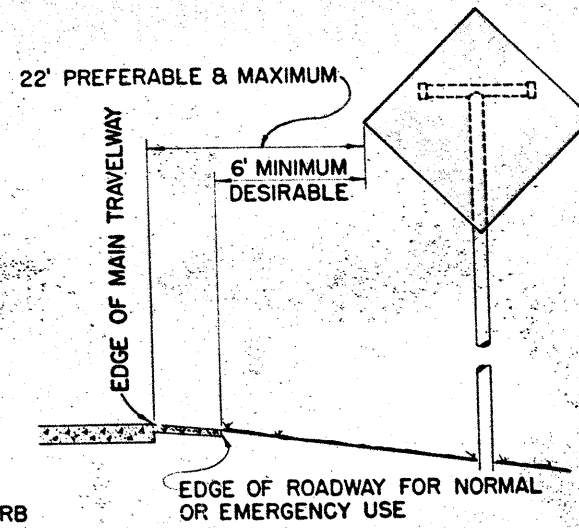 22' PREFERABLE & MAXIMUM
6' MINIMUM
DESIRABLE
EDGE OF MAIN TRAVELWAY
EDGE OF ROADWAY FOR NORMAL
OR EMERGENCY USE
RB